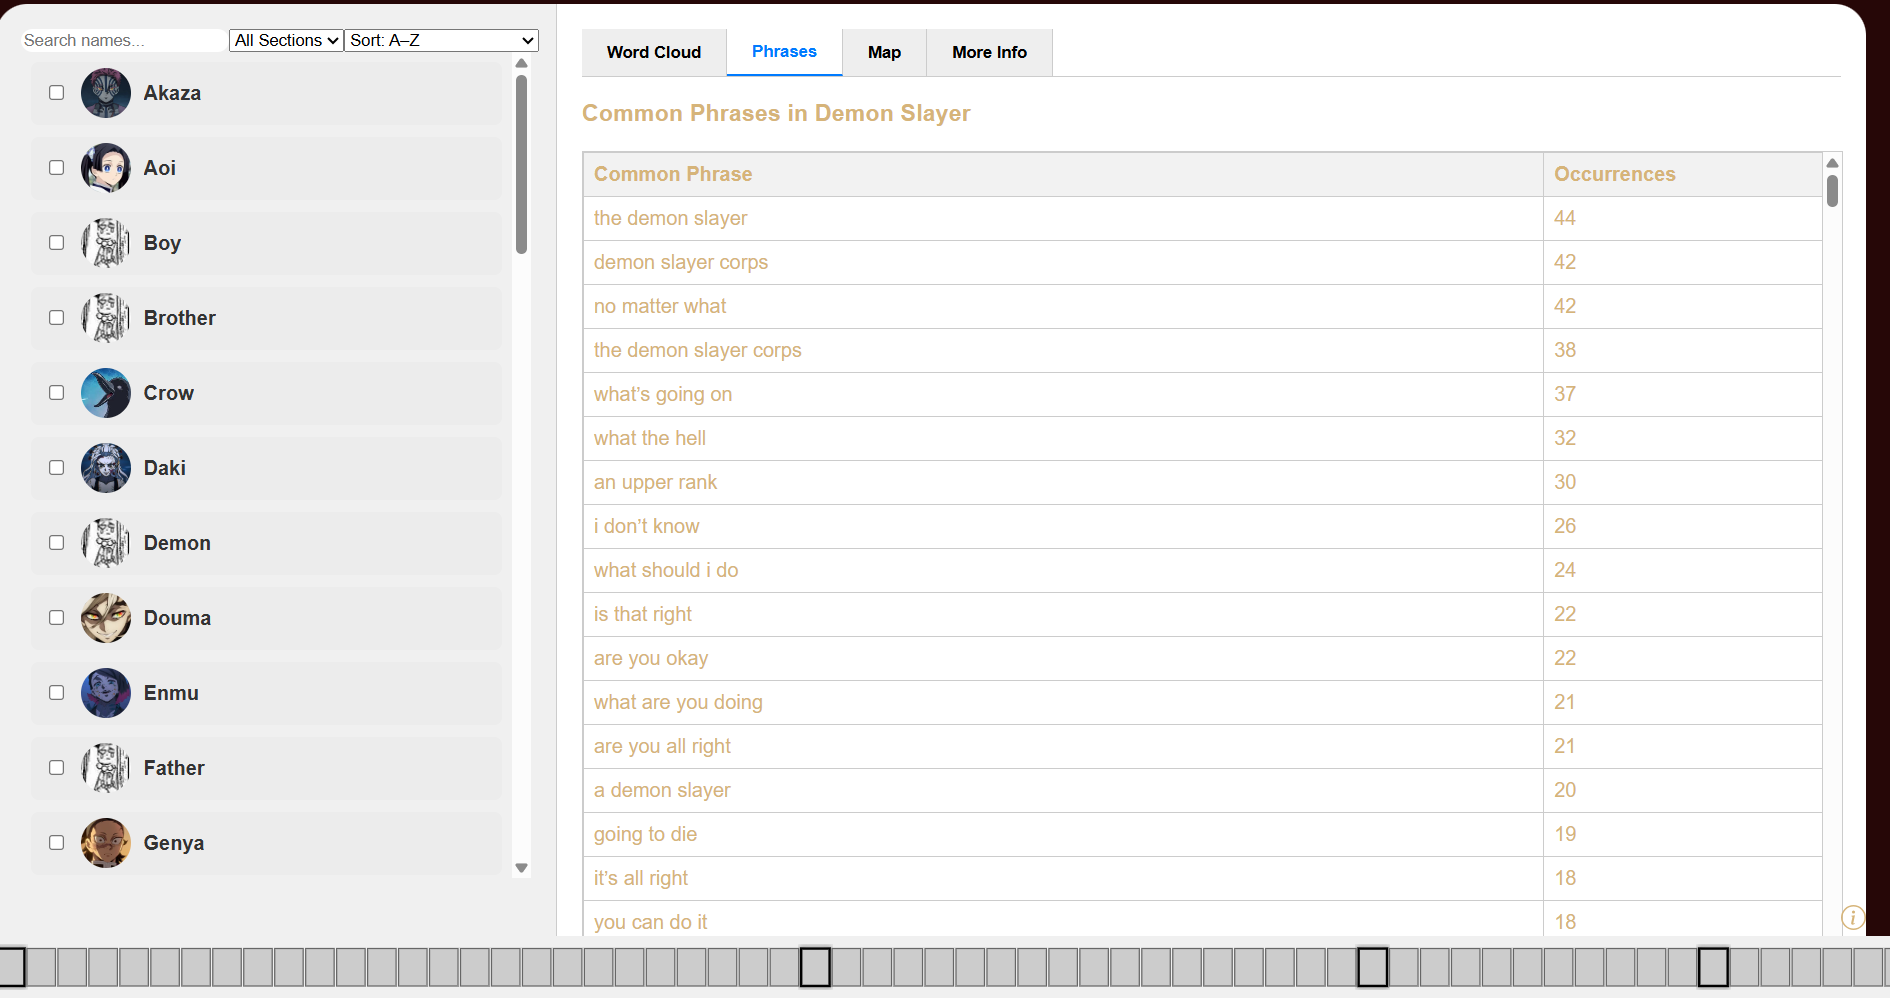 Search names...
All Sections
Sort: A–Z
Akaza
Aoi
Boy
Brother
Crow
Daki
Demon
Douma
Enmu
Father
Genya
Word Cloud
Phrases
Map
More Info
Common Phrases in Demon Slayer
Common Phrase Occurrences
the demon slayer 44
demon slayer corps 42
no matter what 42
the demon slayer corps 38
what’s going on 37
what the hell 32
an upper rank 30
i don’t know 26
what should i do 24
is that right 22
are you okay 22
what are you doing 21
are you all right 21
a demon slayer 20
going to die 19
it’s all right 18
you can do it 18
i